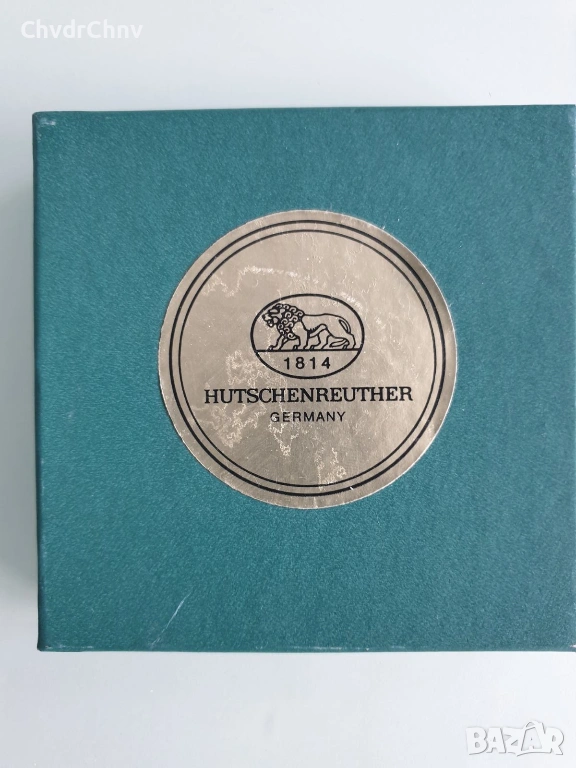 ChvdrChnv
1814
HUTSCHENREUTHER
GERMANY
BAZAR